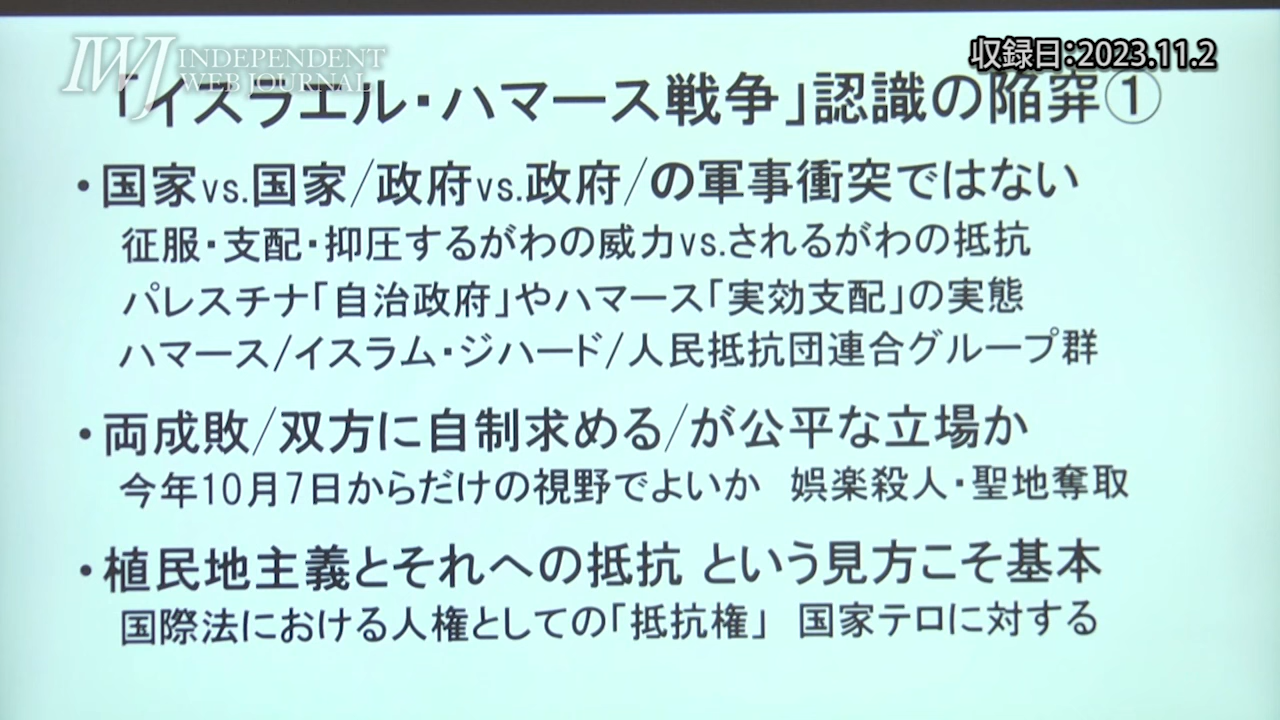 IWJ INDEPENDENT WEB JOURNAL
収録日:2023.11.2
「イスラエル・ハマース戦争」認識の陥穽①
・国家vs.国家/政府vs.政府/の軍事衝突ではない
征服・支配・抑圧するがわの威力vs.されるがわの抵抗
パレスチナ「自治政府」やハマース「実効支配」の実態
ハマース/イスラム・ジハード/人民抵抗団連合グループ群
・両成敗/双方に自制求める/が公平な立場か
今年10月7日からだけの視野でよいか 娯楽殺人・聖地奪取
・植民地主義とそれへの抵抗 という見方こそ基本
国際法における人権としての「抵抗権」 国家テロに対する